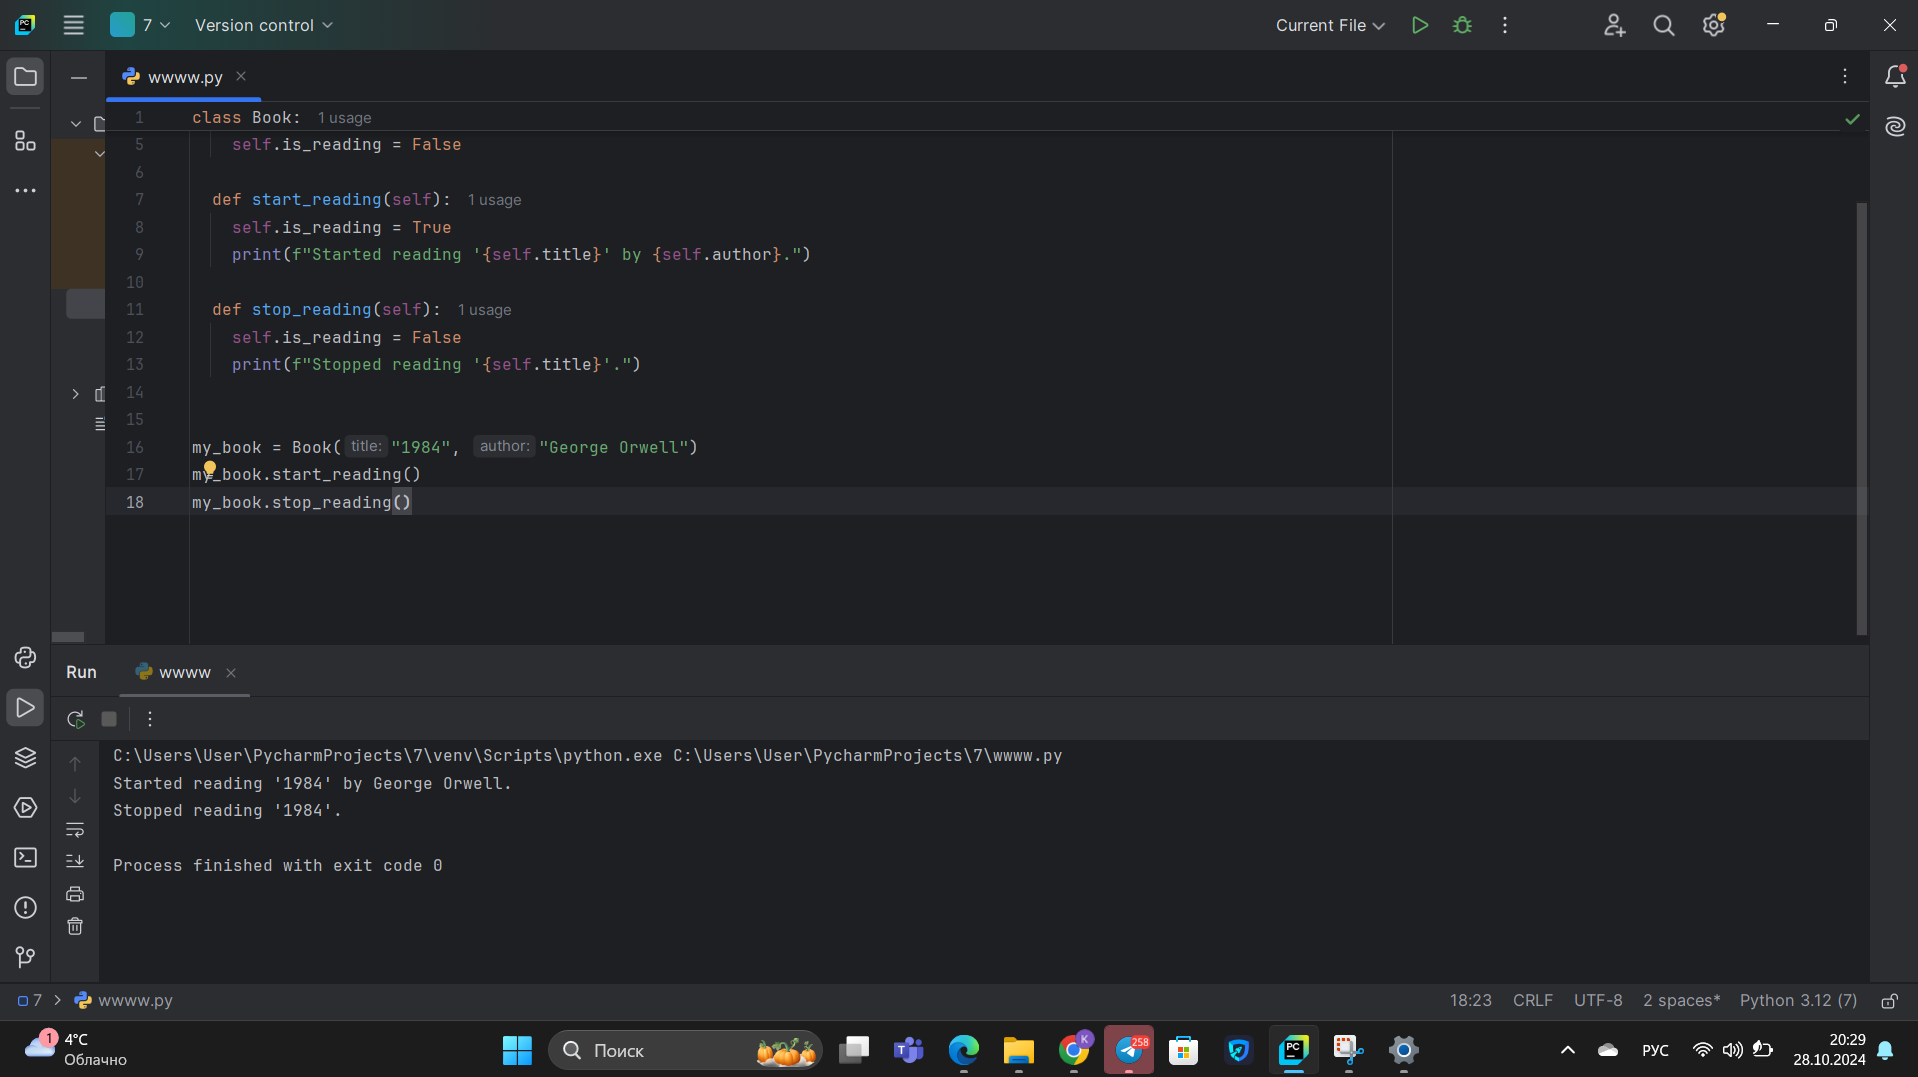 7 Version control Current File
wwww.py
1 class Book: 1 usage
5 self.is_reading = False
6
7 def start_reading(self): 1 usage
8 self.is_reading = True
9 print(f"Started reading '{self.title}' by {self.author}.")
10
11 def stop_reading(self): 1 usage
12 self.is_reading = False
13 print(f"Stopped reading '{self.title}'.")
14
15
16 my_book = Book( title: "1984", author: "George Orwell")
17 my_book.start_reading()
18 my_book.stop_reading()
Run wwww
C:\Users\User\PycharmProjects\7\venv\Scripts\python.exe C:\Users\User\PycharmProjects\7\wwww.py
Started reading '1984' by George Orwell.
Stopped reading '1984'.
Process finished with exit code 0
7 > wwww.py 18:23 CRLF UTF-8 2 spaces* Python 3.12 (7)
1 4°C
Облачно
Поиск
K
258
PC
РУС
20:29
28.10.2024